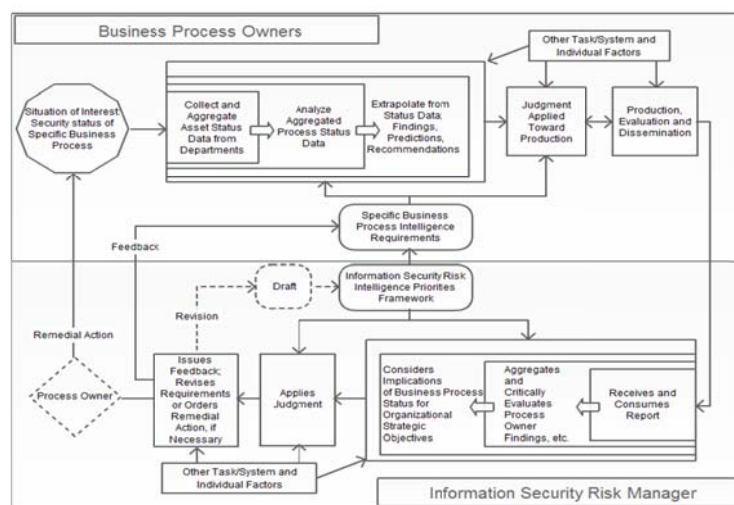 Business Process Owners
Other Task/System and
Individual Factors
Situation of Interest:
Security status of
Specific Business
Process
Collect and
Aggregate
Asset Status
Data from
Departments
Analyze
Aggregated
Process Status
Data
Extrapolate from
Status Data;
Findings,
Predictions,
Recommendations
Judgment
Applied
Toward
Production
Production,
Evaluation and
Dissemination
Specific Business
Process Intelligence
Requirements
Feedback
Information Security Risk
Intelligence Priorities
Framework
Draft
Revision
Remedial Action
Process Owner
Issues
Feedback;
Revises
Requirements
or Orders
Remedial
Action, if
Necessary
Applies
Judgment
Considers
Implications
of Business Process
Status for
Organizational
Strategic
Objectives
Aggregates
and
Critically
Evaluates
Process
Owner
Findings, etc.
Receives and
Consumes
Report
Other Task/System and
Individual Factors
Information Security Risk Manager